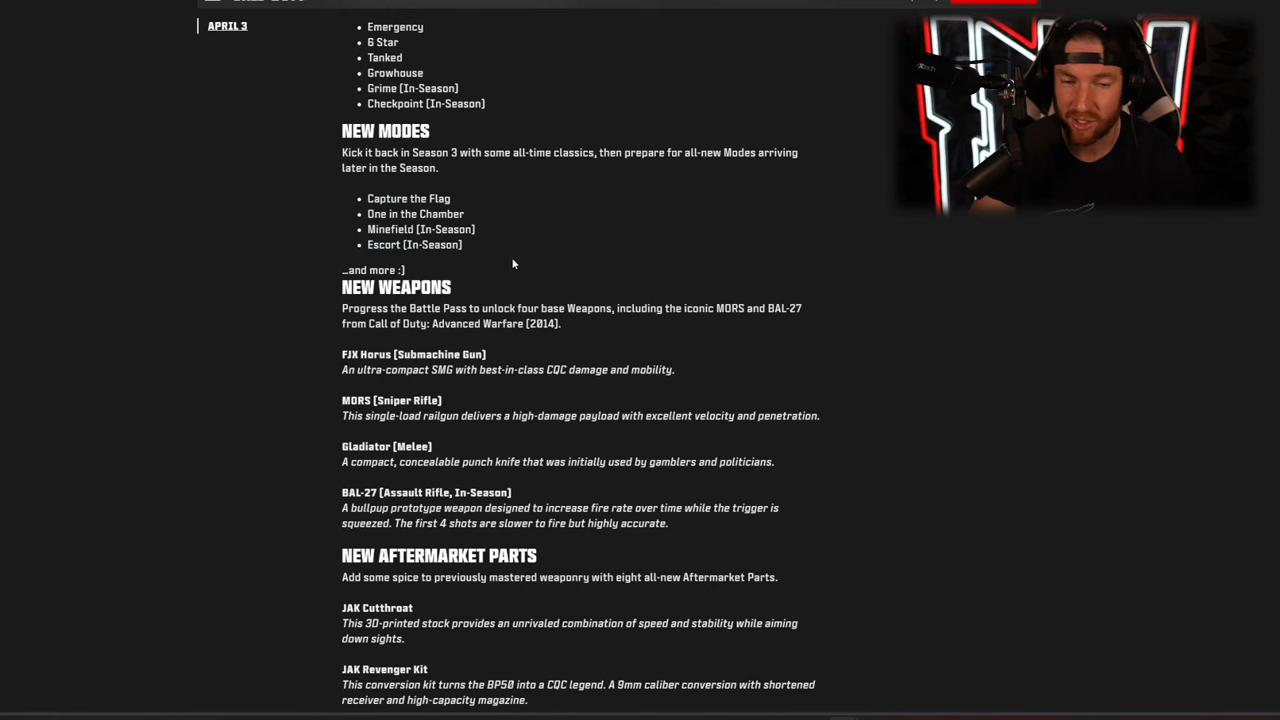 APRIL 3
• Emergency
• 6 Star
• Tanked
• Growhouse
• Grime [In-Season]
• Checkpoint [In-Season]
NEW MODES
Kick it back in Season 3 with some all-time classics, then prepare for all-new Modes arriving
later in the Season.
• Capture the Flag
• One in the Chamber
• Minefield [In-Season]
• Escort [In-Season]
…and more :]
NEW WEAPONS
Progress the Battle Pass to unlock four base Weapons, including the iconic MORS and BAL-27
from Call of Duty: Advanced Warfare [2014].
FJX Horus [Submachine Gun]
An ultra-compact SMG with best-in-class CQC damage and mobility.
MORS [Sniper Rifle]
This single-load railgun delivers a high-damage payload with excellent velocity and penetration.
Gladiator [Melee]
A compact, concealable punch knife that was initially used by gamblers and politicians.
BAL-27 [Assault Rifle, In-Season]
A bullpup prototype weapon designed to increase fire rate over time while the trigger is
squeezed. The first 4 shots are slower to fire but highly accurate.
NEW AFTERMARKET PARTS
Add some spice to previously mastered weaponry with eight all-new Aftermarket Parts.
JAK Cutthroat
This 3D-printed stock provides an unrivaled combination of speed and stability while aiming
down sights.
JAK Revenger Kit
This conversion kit turns the BP50 into a CQC legend. A 9mm caliber conversion with shortened
receiver and high-capacity magazine.